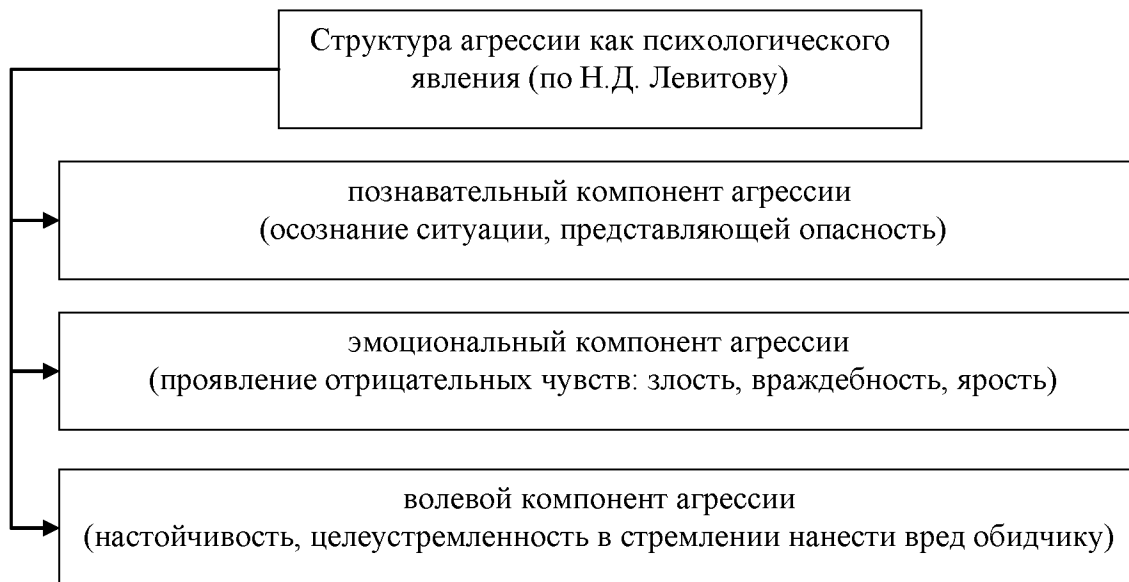 Структура агрессии как психологического
явления (по Н.Д. Левитову)
познавательный компонент агрессии
(осознание ситуации, представляющей опасность)
эмоциональный компонент агрессии
(проявление отрицательных чувств: злость, враждебность, ярость)
волевой компонент агрессии
(настойчивость, целеустремленность в стремлении нанести вред обидчику)